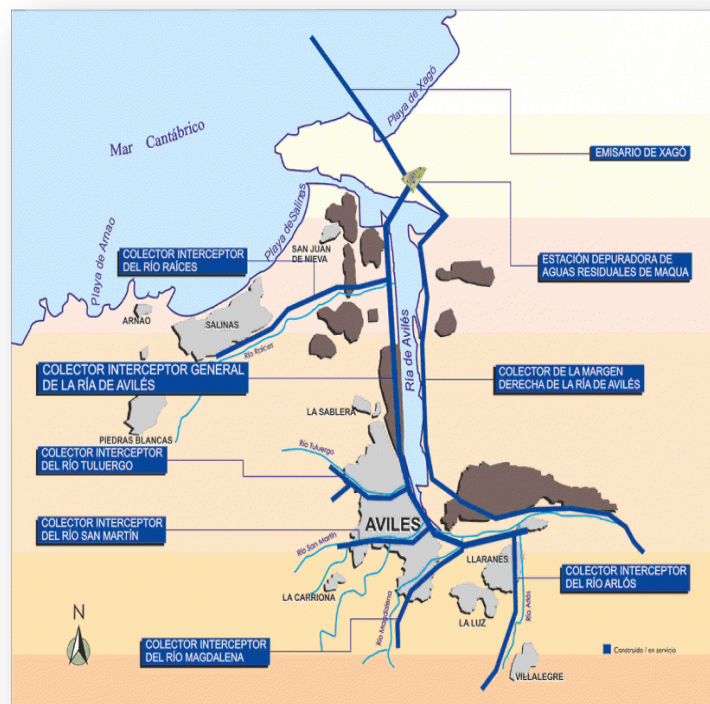 Playa de Xagó
Mar Cantábrico
EMISARIO DE XAGÓ
Playa de Salinas
Playa de Arnao
SAN JUAN
DE NIEVA
COLECTOR INTERCEPTOR
DEL RÍO RAÍCES
ESTACIÓN DEPURADORA DE
AGUAS RESIDUALES DE MAQUA
ARNAO
SALINAS
Río Raíces
Ría de Avilés
COLECTOR INTERCEPTOR GENERAL
DE LA RÍA DE AVILÉS
COLECTOR DE LA MARGEN
DERECHA DE LA RÍA DE AVILÉS
LA SABLERA
PIEDRAS BLANCAS
Río Tuluergo
COLECTOR INTERCEPTOR
DEL RÍO TULUERGO
COLECTOR INTERCEPTOR
DEL RÍO SAN MARTÍN
AVILES
Río San Martín
LLARANES
COLECTOR INTERCEPTOR
DEL RÍO ARLÓS
LA CARRIONA
Río Magdalena
LA LUZ
Río Arlós
N
COLECTOR INTERCEPTOR
DEL RÍO MAGDALENA
Construido / en servicio
VILLALEGRE